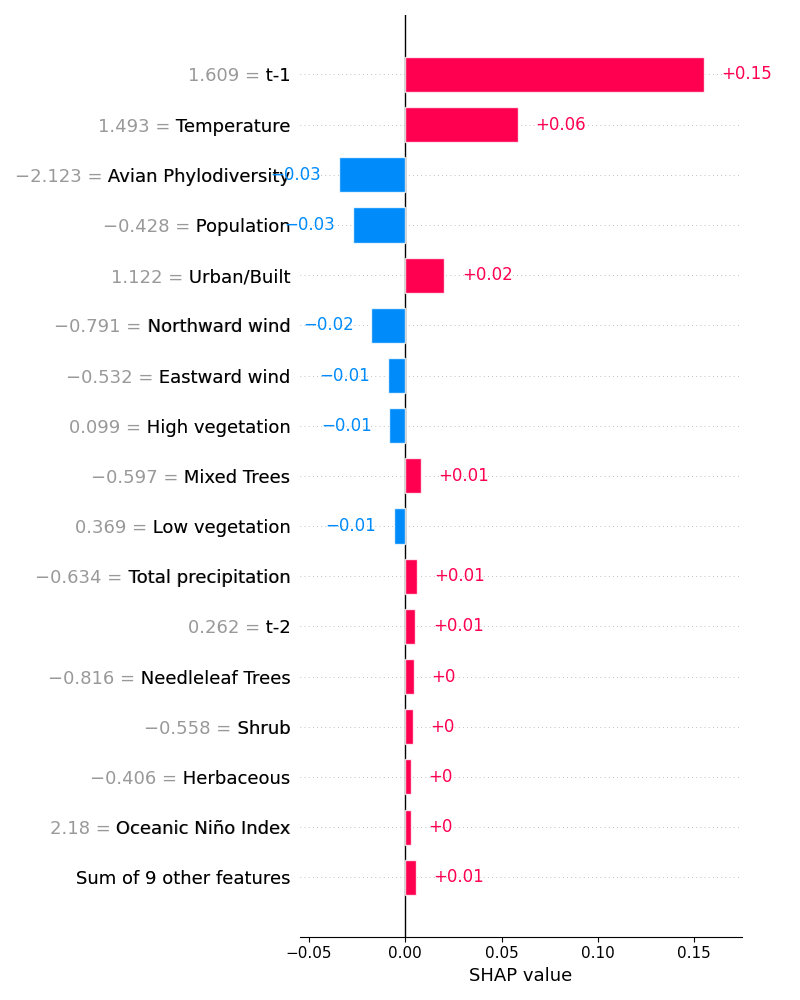 1.609 = t-1 +0.15
1.493 = Temperature +0.06
−2.123 = Avian Phylodiversity −0.03
−0.428 = Population −0.03
1.122 = Urban/Built +0.02
−0.791 = Northward wind −0.02
−0.532 = Eastward wind −0.01
0.099 = High vegetation −0.01
−0.597 = Mixed Trees +0.01
0.369 = Low vegetation −0.01
−0.634 = Total precipitation +0.01
0.262 = t-2 +0.01
−0.816 = Needleleaf Trees +0
−0.558 = Shrub +0
−0.406 = Herbaceous +0
2.18 = Oceanic Niño Index +0
Sum of 9 other features +0.01
−0.05 0.00 0.05 0.10 0.15
SHAP value